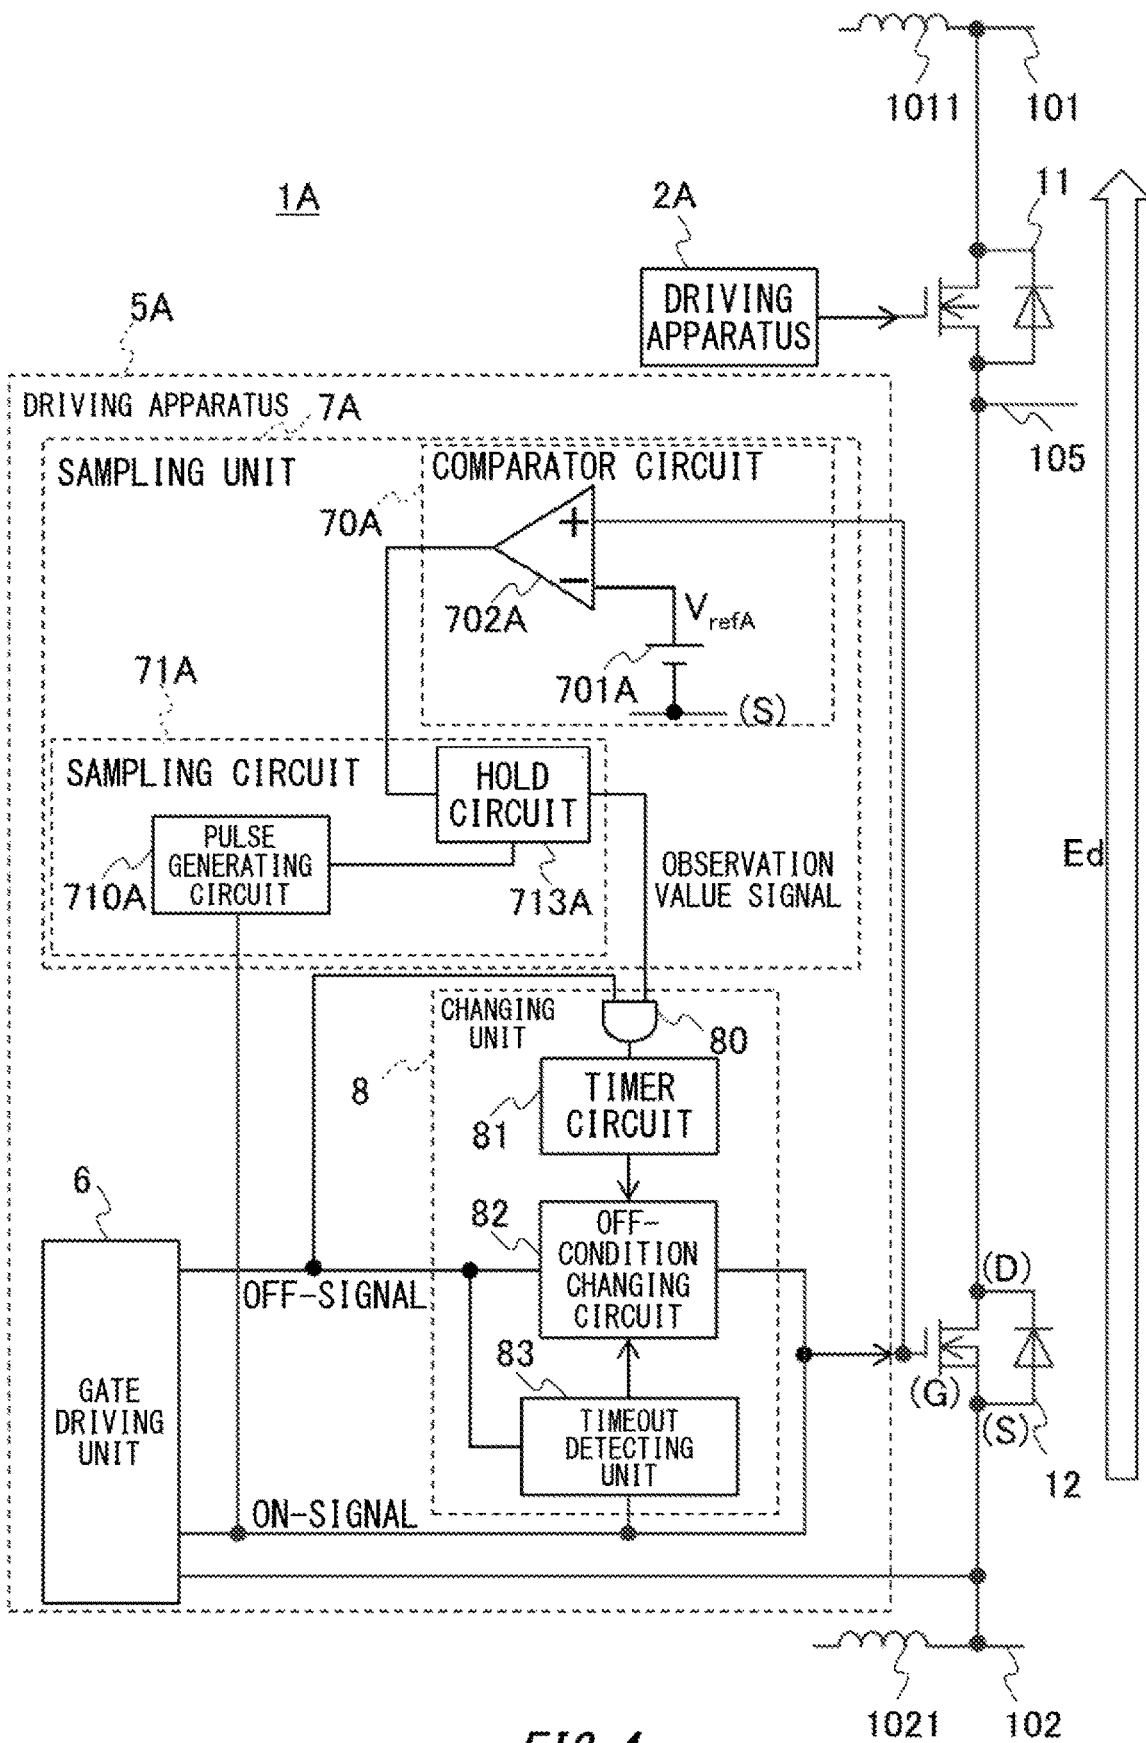 1011
101
1A
2A
11
DRIVING
APPARATUS
5A
DRIVING APPARATUS
7A
105
SAMPLING UNIT
COMPARATOR CIRCUIT
70A
+
−
702A
VrefA
701A
(S)
71A
SAMPLING CIRCUIT
HOLD
CIRCUIT
PULSE
GENERATING
CIRCUIT
710A
713A
OBSERVATION
VALUE SIGNAL
Ed
CHANGING
UNIT
80
8
TIMER
CIRCUIT
81
6
82
OFF-
CONDITION
CHANGING
CIRCUIT
OFF-SIGNAL
(D)
83
(G)
(S)
GATE
DRIVING
UNIT
TIMEOUT
DETECTING
UNIT
12
ON-SIGNAL
1021
102